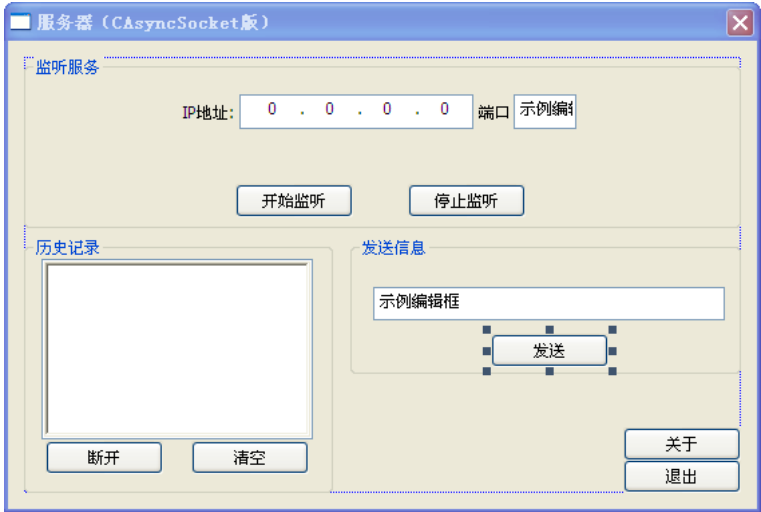 服务器（CAsyncSocket版）
监听服务
IP地址: 0 . 0 . 0 . 0 端口 示例编辑
开始监听 停止监听
历史记录 发送信息
示例编辑框
发送
断开 清空
关于
退出